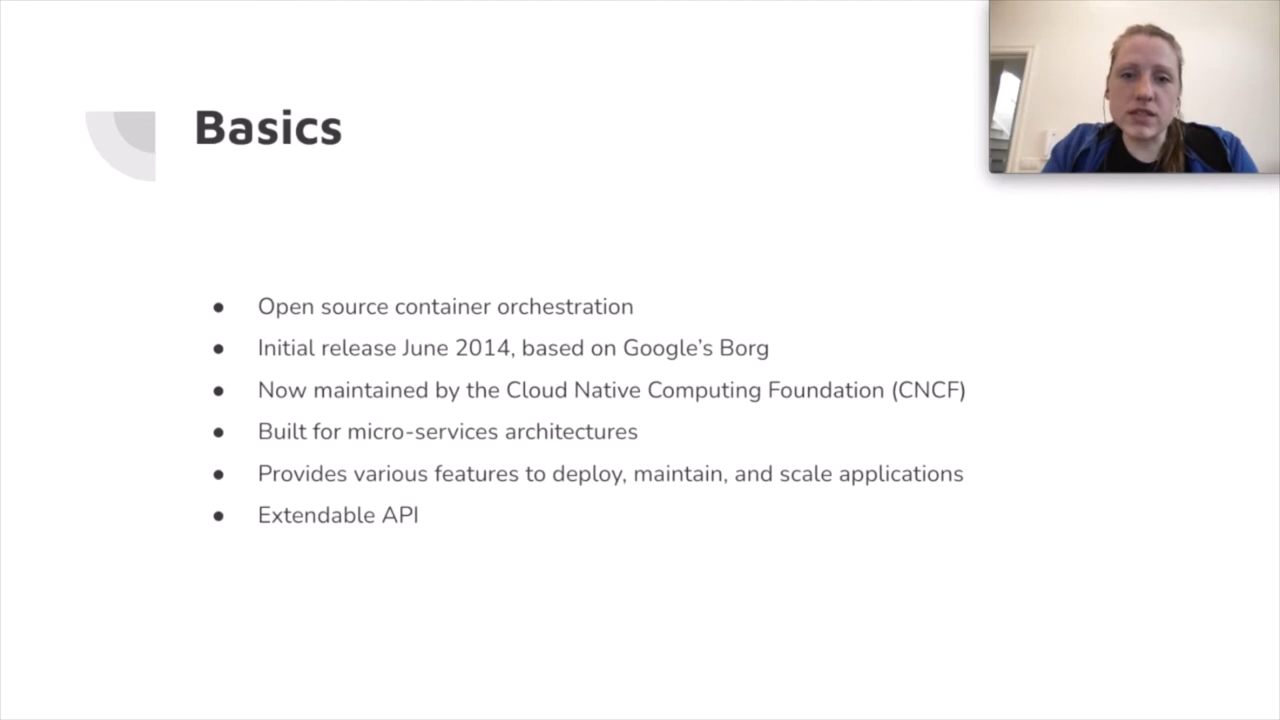 Basics
● Open source container orchestration
● Initial release June 2014, based on Google’s Borg
● Now maintained by the Cloud Native Computing Foundation (CNCF)
● Built for micro-services architectures
● Provides various features to deploy, maintain, and scale applications
● Extendable API